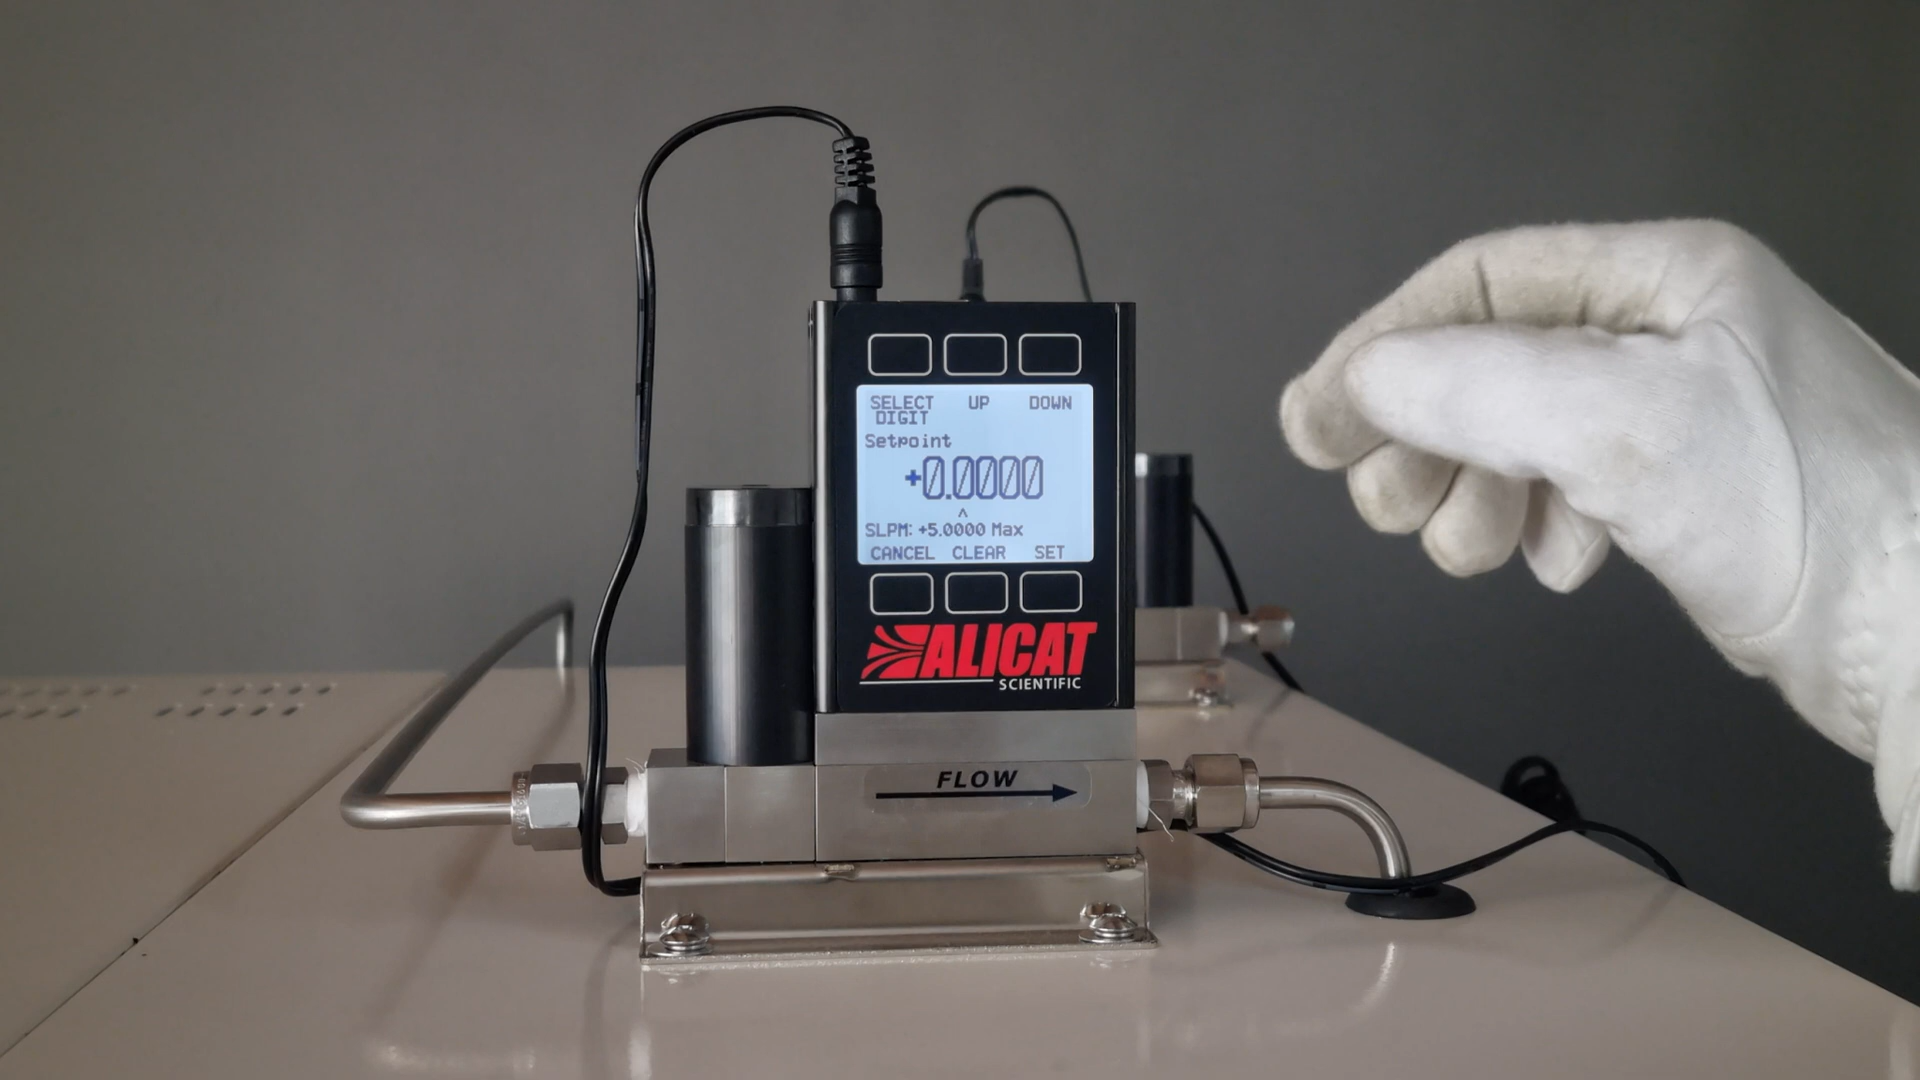 SELECT UP DOWN
DIGIT
Setpoint
+0.0000
^
SLPM: +5.0000 Max
CANCEL CLEAR SET
ALICAT
SCIENTIFIC
FLOW